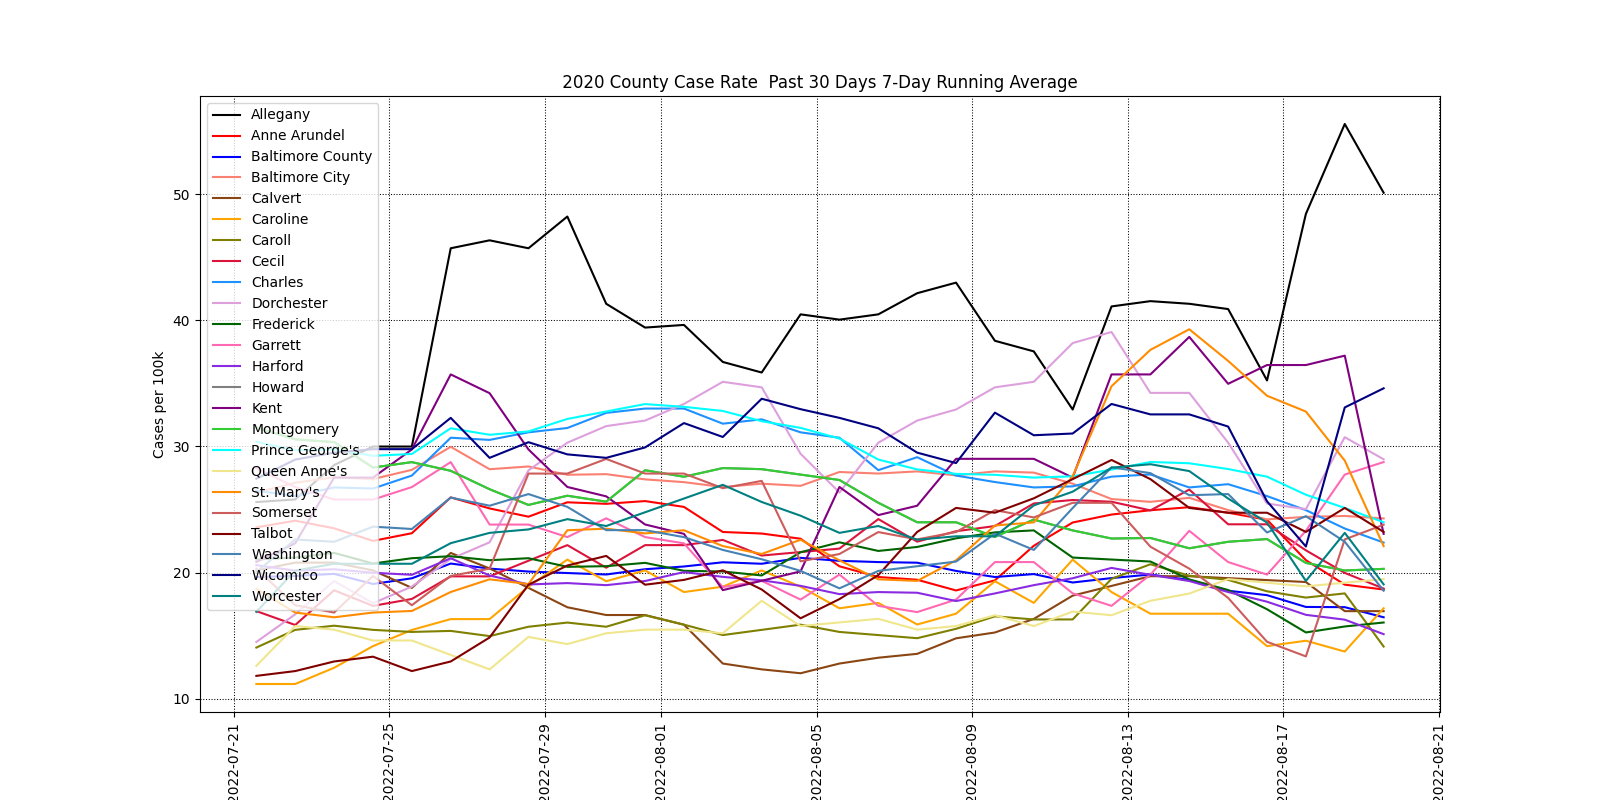 2020 County Case Rate  Past 30 Days 7-Day Running Average
Cases per 100k
50
40
30
20
10
Allegany
Anne Arundel
Baltimore County
Baltimore City
Calvert
Caroline
Caroll
Cecil
Charles
Dorchester
Frederick
Garrett
Harford
Howard
Kent
Montgomery
Prince George's
Queen Anne's
St. Mary's
Somerset
Talbot
Washington
Wicomico
Worcester
2022-07-21
2022-07-25
2022-07-29
2022-08-01
2022-08-05
2022-08-09
2022-08-13
2022-08-17
2022-08-21